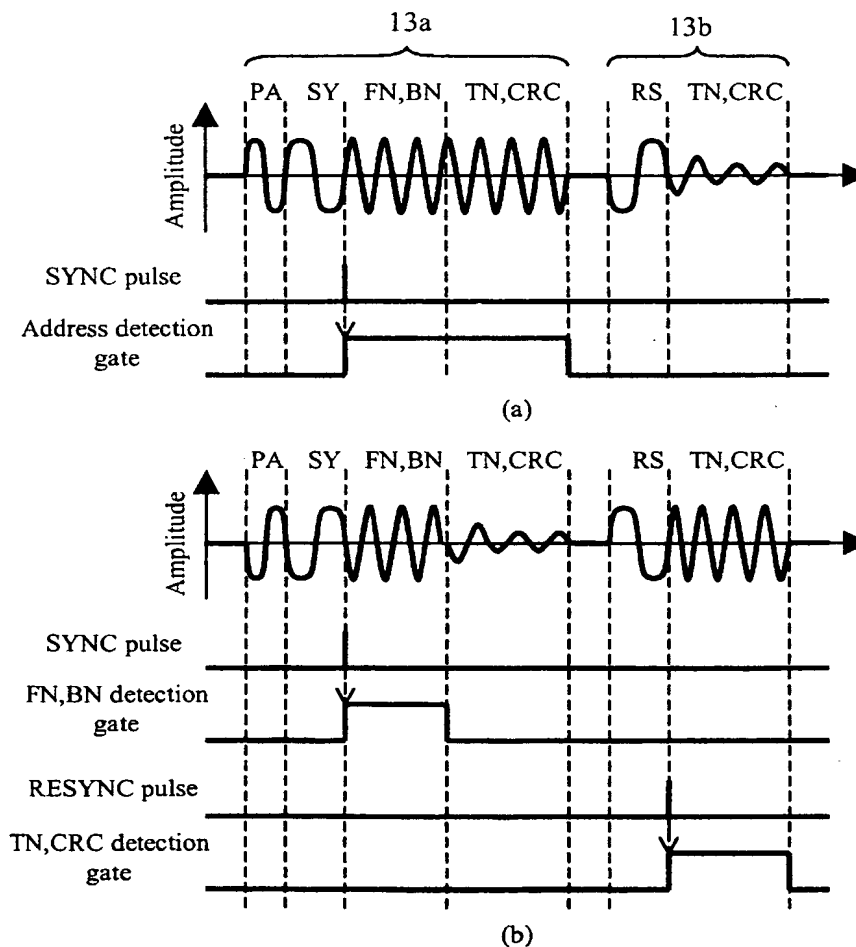 13a 13b
PA SY FN,BN TN,CRC RS TN,CRC
Amplitude
SYNC pulse
Address detection
gate
(a)
PA SY FN,BN TN,CRC RS TN,CRC
Amplitude
SYNC pulse
FN,BN detection
gate
RESYNC pulse
TN,CRC detection
gate
(b)